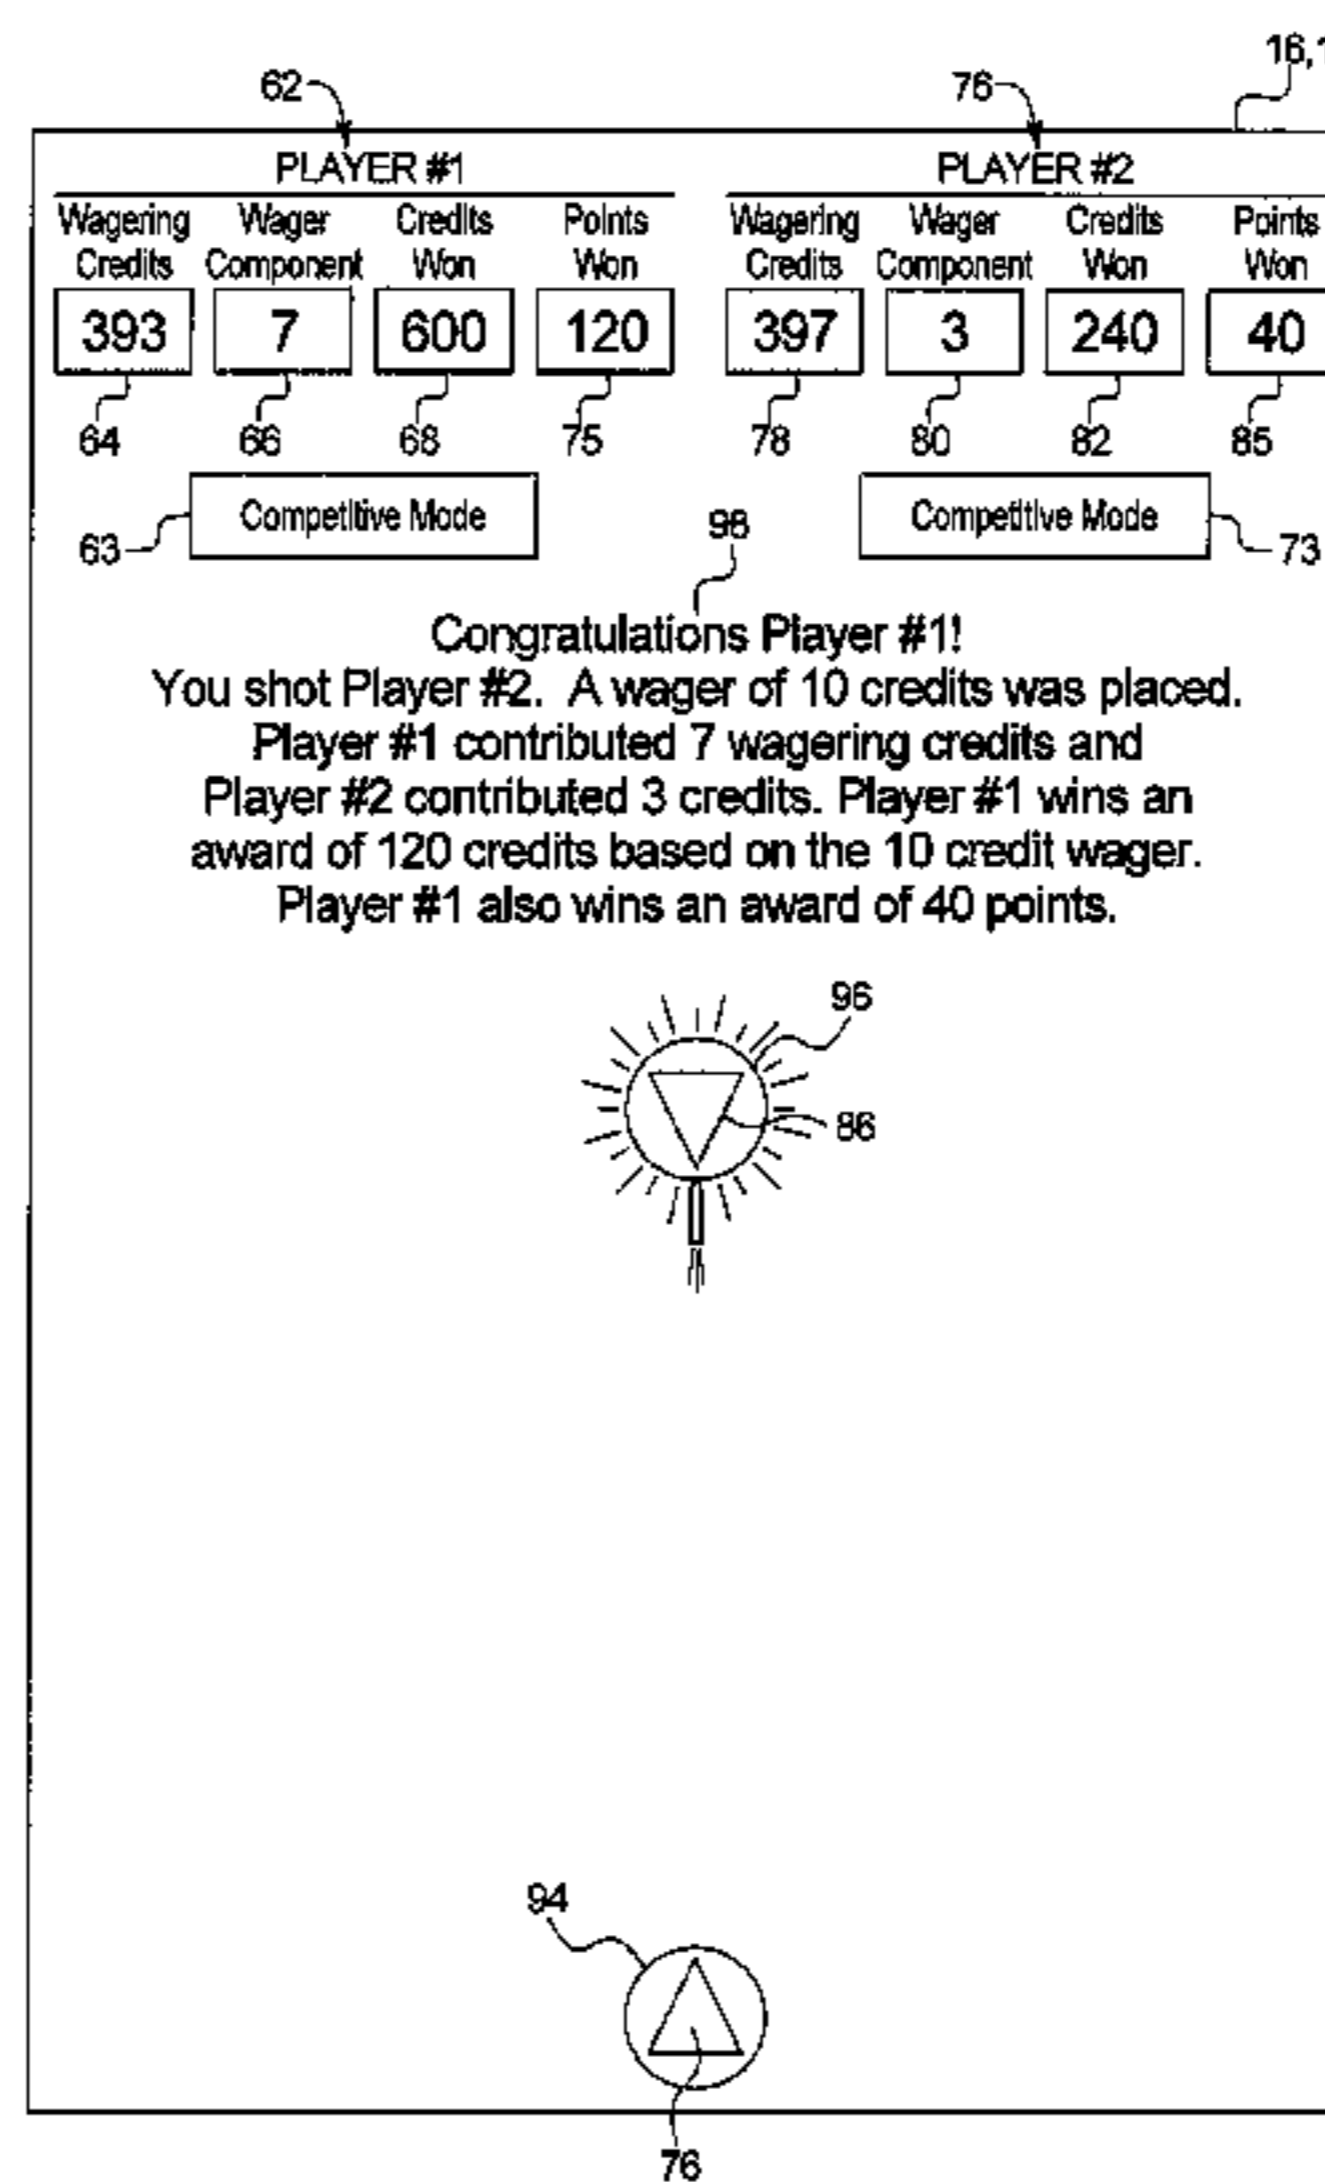 62 76 16,1
PLAYER #1 PLAYER #2
Wagering Wager Credits Points Wagering Wager Credits Points
Credits Component Won Won Credits Component Won Won
393 7 600 120 397 3 240 40
64 66 68 75 78 80 82 85
Competitive Mode Competitive Mode
63 98 73
Congratulations Player #1!
You shot Player #2. A wager of 10 credits was placed.
Player #1 contributed 7 wagering credits and
Player #2 contributed 3 credits. Player #1 wins an
award of 120 credits based on the 10 credit wager.
Player #1 also wins an award of 40 points.
96
86
94
76